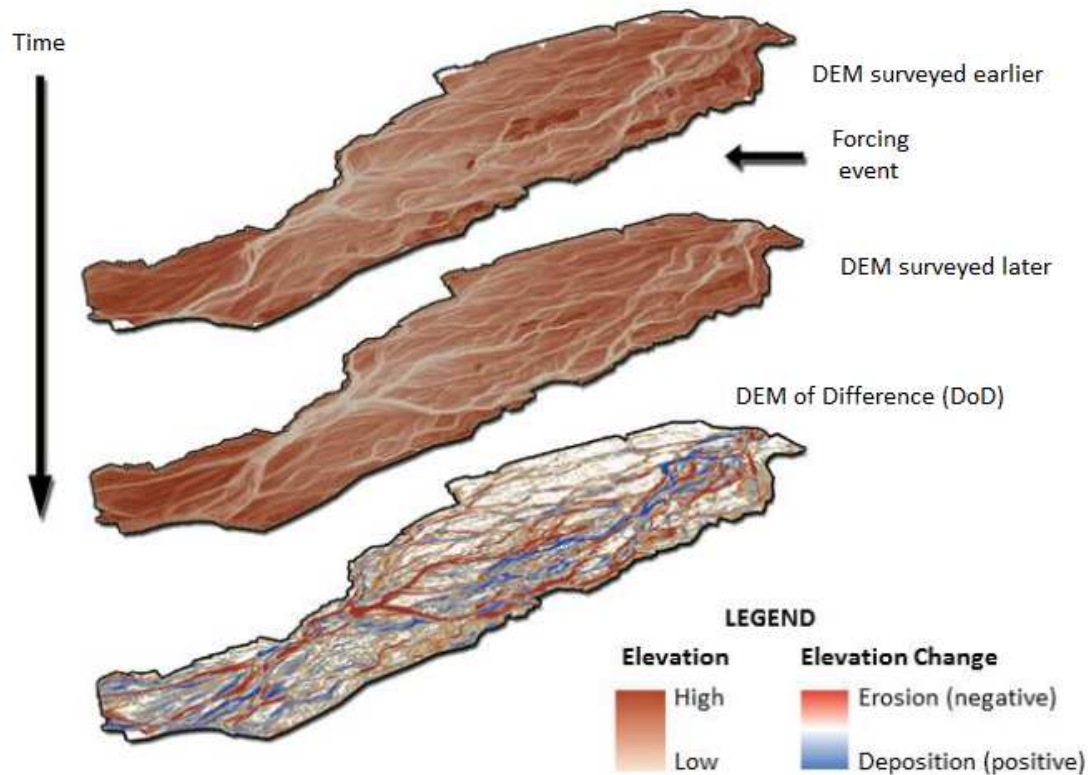 Time
DEM surveyed earlier
Forcing
event
DEM surveyed later
DEM of Difference (DoD)
LEGEND
Elevation
High
Low
Elevation Change
Erosion (negative)
Deposition (positive)